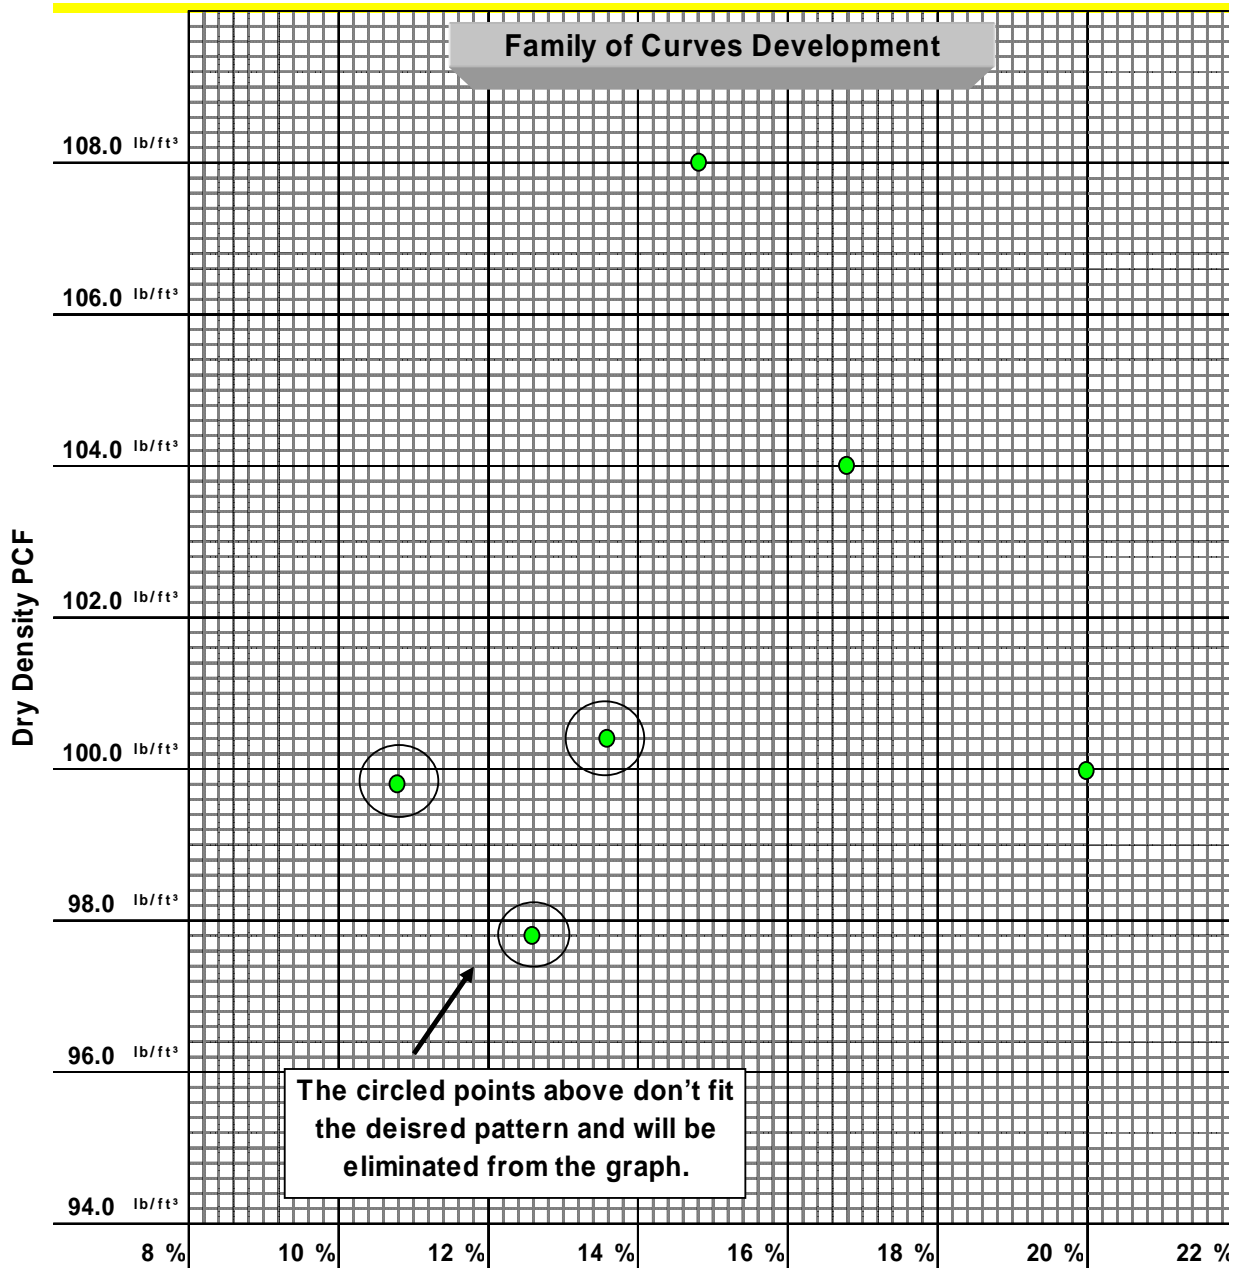 Family of Curves Development
108.0 lb/ft³
106.0 lb/ft³
104.0 lb/ft³
102.0 lb/ft³
100.0 lb/ft³
98.0 lb/ft³
96.0 lb/ft³
94.0 lb/ft³
Dry Density PCF
The circled points above don't fit
the deisred pattern and will be
eliminated from the graph.
8 % 10 % 12 % 14 % 16 % 18 % 20 % 22 %